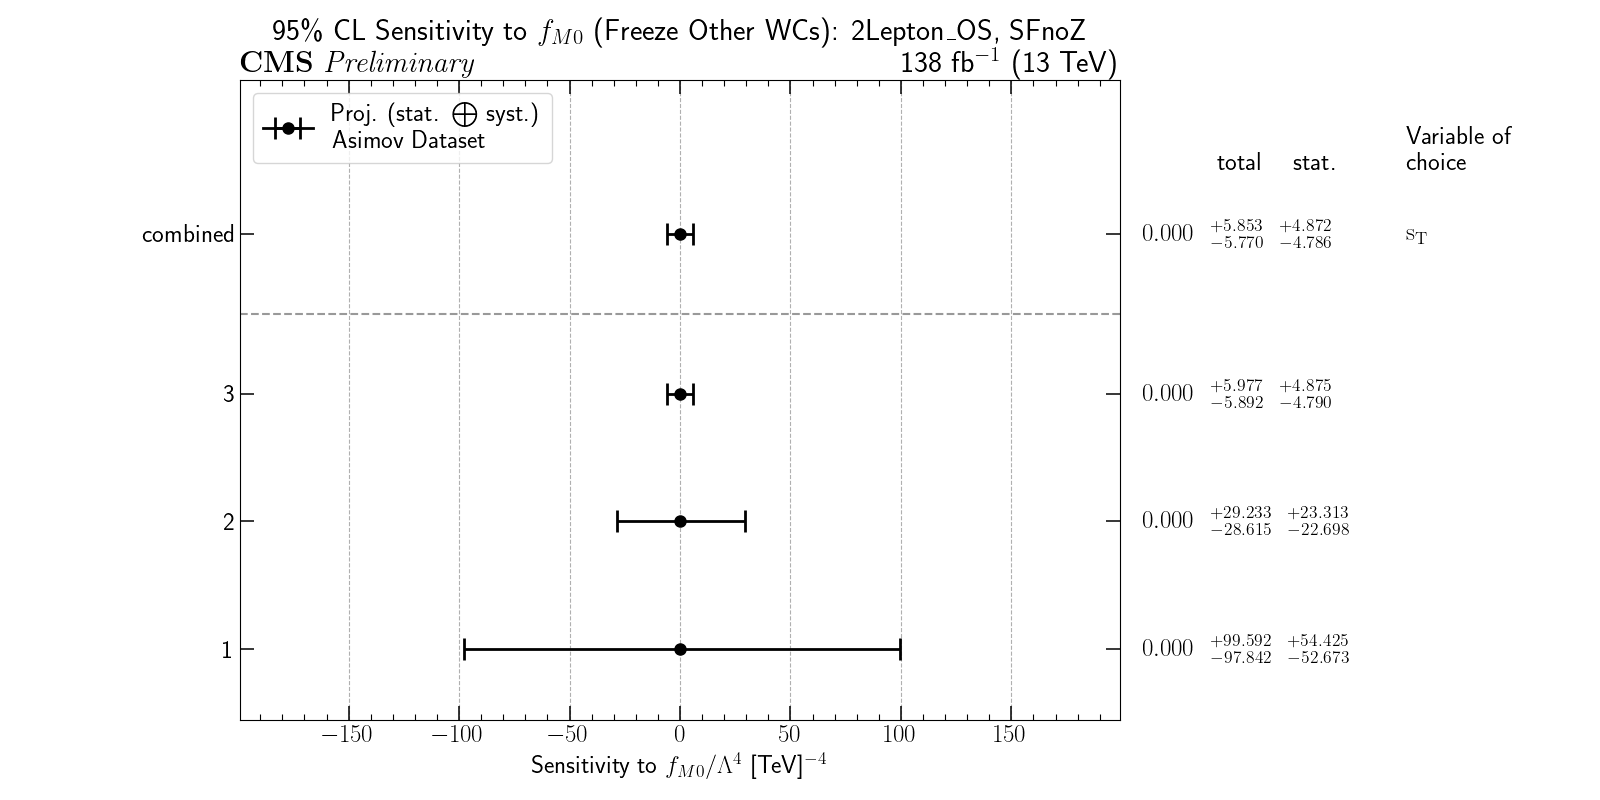 95% CL Sensitivity to f_{M0} (Freeze Other WCs): 2Lepton_OS, SFnoZ
CMS Preliminary 138 fb^{-1} (13 TeV)
Proj. (stat. ⨁ syst.)
Asimov Dataset
Variable of
total stat. choice
combined 0.000 +5.853 -5.770 +4.872 -4.786 s_T
3 0.000 +5.977 -5.892 +4.875 -4.790
2 0.000 +29.233 -28.615 +23.313 -22.698
1 0.000 +99.592 -97.842 +54.425 -52.673
−150 −100 −50 0 50 100 150
Sensitivity to f_{M0}/Λ^4 [TeV]^{-4}